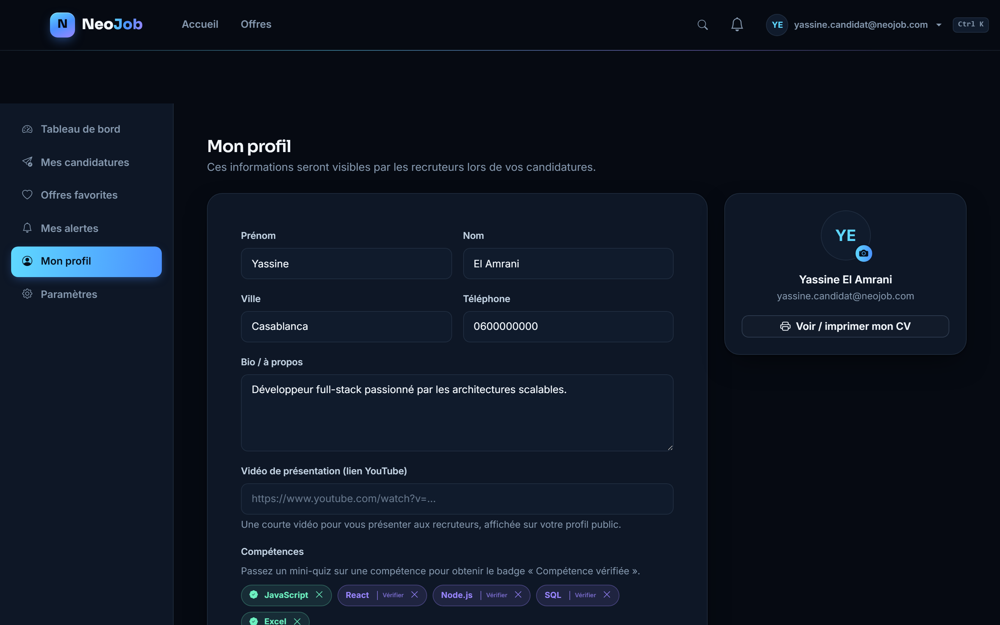 N NeoJob Accueil Offres YE yassine.candidat@neojob.com Ctrl K
Tableau de bord
Mes candidatures
Offres favorites
Mes alertes
Mon profil
Paramètres
Mon profil
Ces informations seront visibles par les recruteurs lors de vos candidatures.
Prénom Nom
Yassine El Amrani
Ville Téléphone
Casablanca 0600000000
Bio / à propos
Développeur full-stack passionné par les architectures scalables.
Vidéo de présentation (lien YouTube)
https://www.youtube.com/watch?v=...
Une courte vidéo pour vous présenter aux recruteurs, affichée sur votre profil public.
Compétences
Passez un mini-quiz sur une compétence pour obtenir le badge « Compétence vérifiée ».
JavaScript React Vérifier Node.js Vérifier SQL Vérifier
Excel
YE
Yassine El Amrani
yassine.candidat@neojob.com
Voir / imprimer mon CV